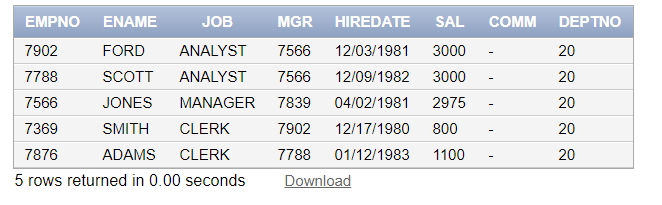 EMPNO ENAME JOB MGR HIREDATE SAL COMM DEPTNO
7902 FORD ANALYST 7566 12/03/1981 3000 - 20
7788 SCOTT ANALYST 7566 12/09/1982 3000 - 20
7566 JONES MANAGER 7839 04/02/1981 2975 - 20
7369 SMITH CLERK 7902 12/17/1980 800 - 20
7876 ADAMS CLERK 7788 01/12/1983 1100 - 20
5 rows returned in 0.00 seconds Download